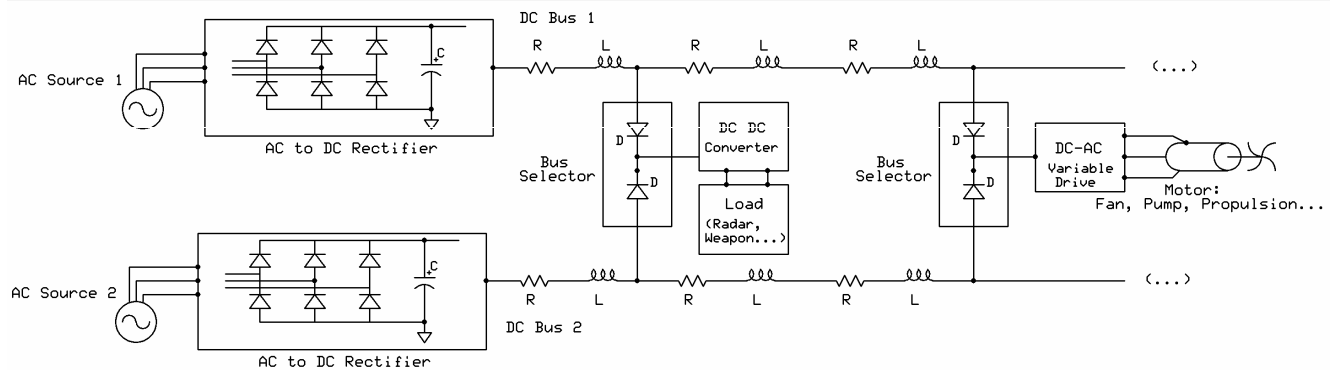 DC Bus 1
R L R L R L
AC Source 1
C
(...)
AC to DC Rectifier
Bus
Selector
D
D
DC DC
Converter
Load
(Radar,
Weapon...)
Bus
Selector
D
D
DC-AC
Variable
Drive
Motor:
Fan, Pump, Propulsion...
AC Source 2
C
(...)
R L R L R L
DC Bus 2
AC to DC Rectifier